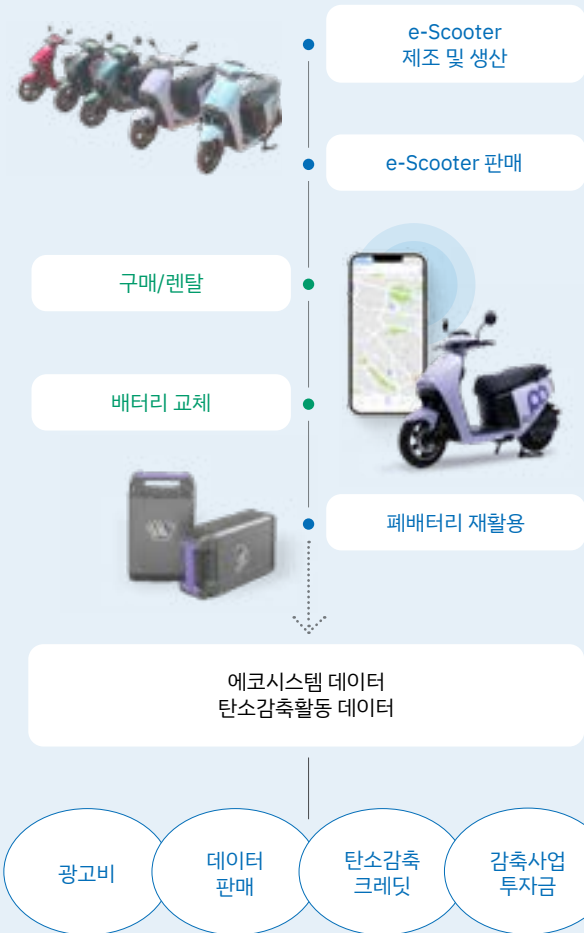 e-Scooter
제조 및 생산
e-Scooter 판매
구매/렌탈
배터리 교체
폐배터리 재활용
에코시스템 데이터
탄소감축활동 데이터
광고비
데이터
판매
탄소감축
크레딧
감축사업
투자금